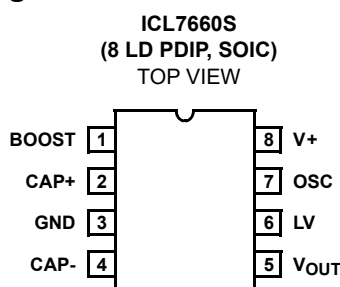 ICL7660S
(8 LD PDIP, SOIC)
TOP VIEW
BOOST 1 8 V+
CAP+ 2 7 OSC
GND 3 6 LV
CAP- 4 5 VOUT